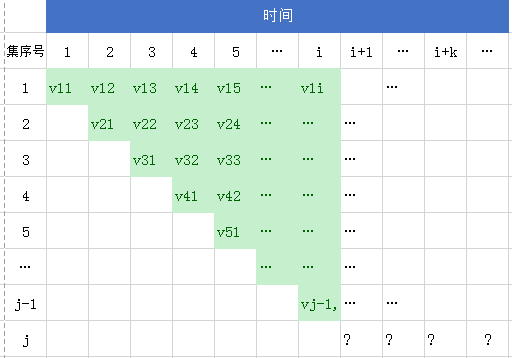 时间
集序号 1 2 3 4 5 … i i+1 … i+k …
1 v11 v12 v13 v14 v15 … v1i …
2 v21 v22 v23 v24 … … …
3 v31 v32 v33 … … …
4 v41 v42 … … …
5 v51 … … …
… … … …
j-1 vj-1, … …
j ? ? ? ?